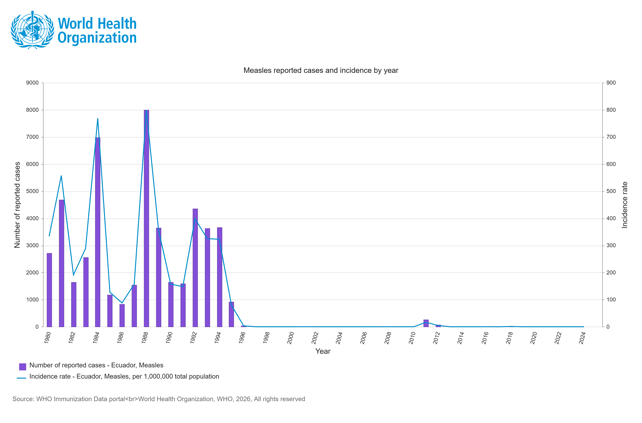 World Health
Organization
Measles reported cases and incidence by year
9000 900
8000 800
7000 700
6000 600
5000 500
4000 400
3000 300
2000 200
1000 100
0 0
Number of reported cases
Incidence rate
1980 1982 1984 1986 1988 1990 1992 1994 1996 1998 2000 2002 2004 2006 2008 2010 2012 2014 2016 2018 2020 2022 2024
Year
Number of reported cases - Ecuador, Measles
Incidence rate - Ecuador, Measles, per 1,000,000 total population
Source: WHO Immunization Data portal<br>World Health Organization, WHO, 2026, All rights reserved